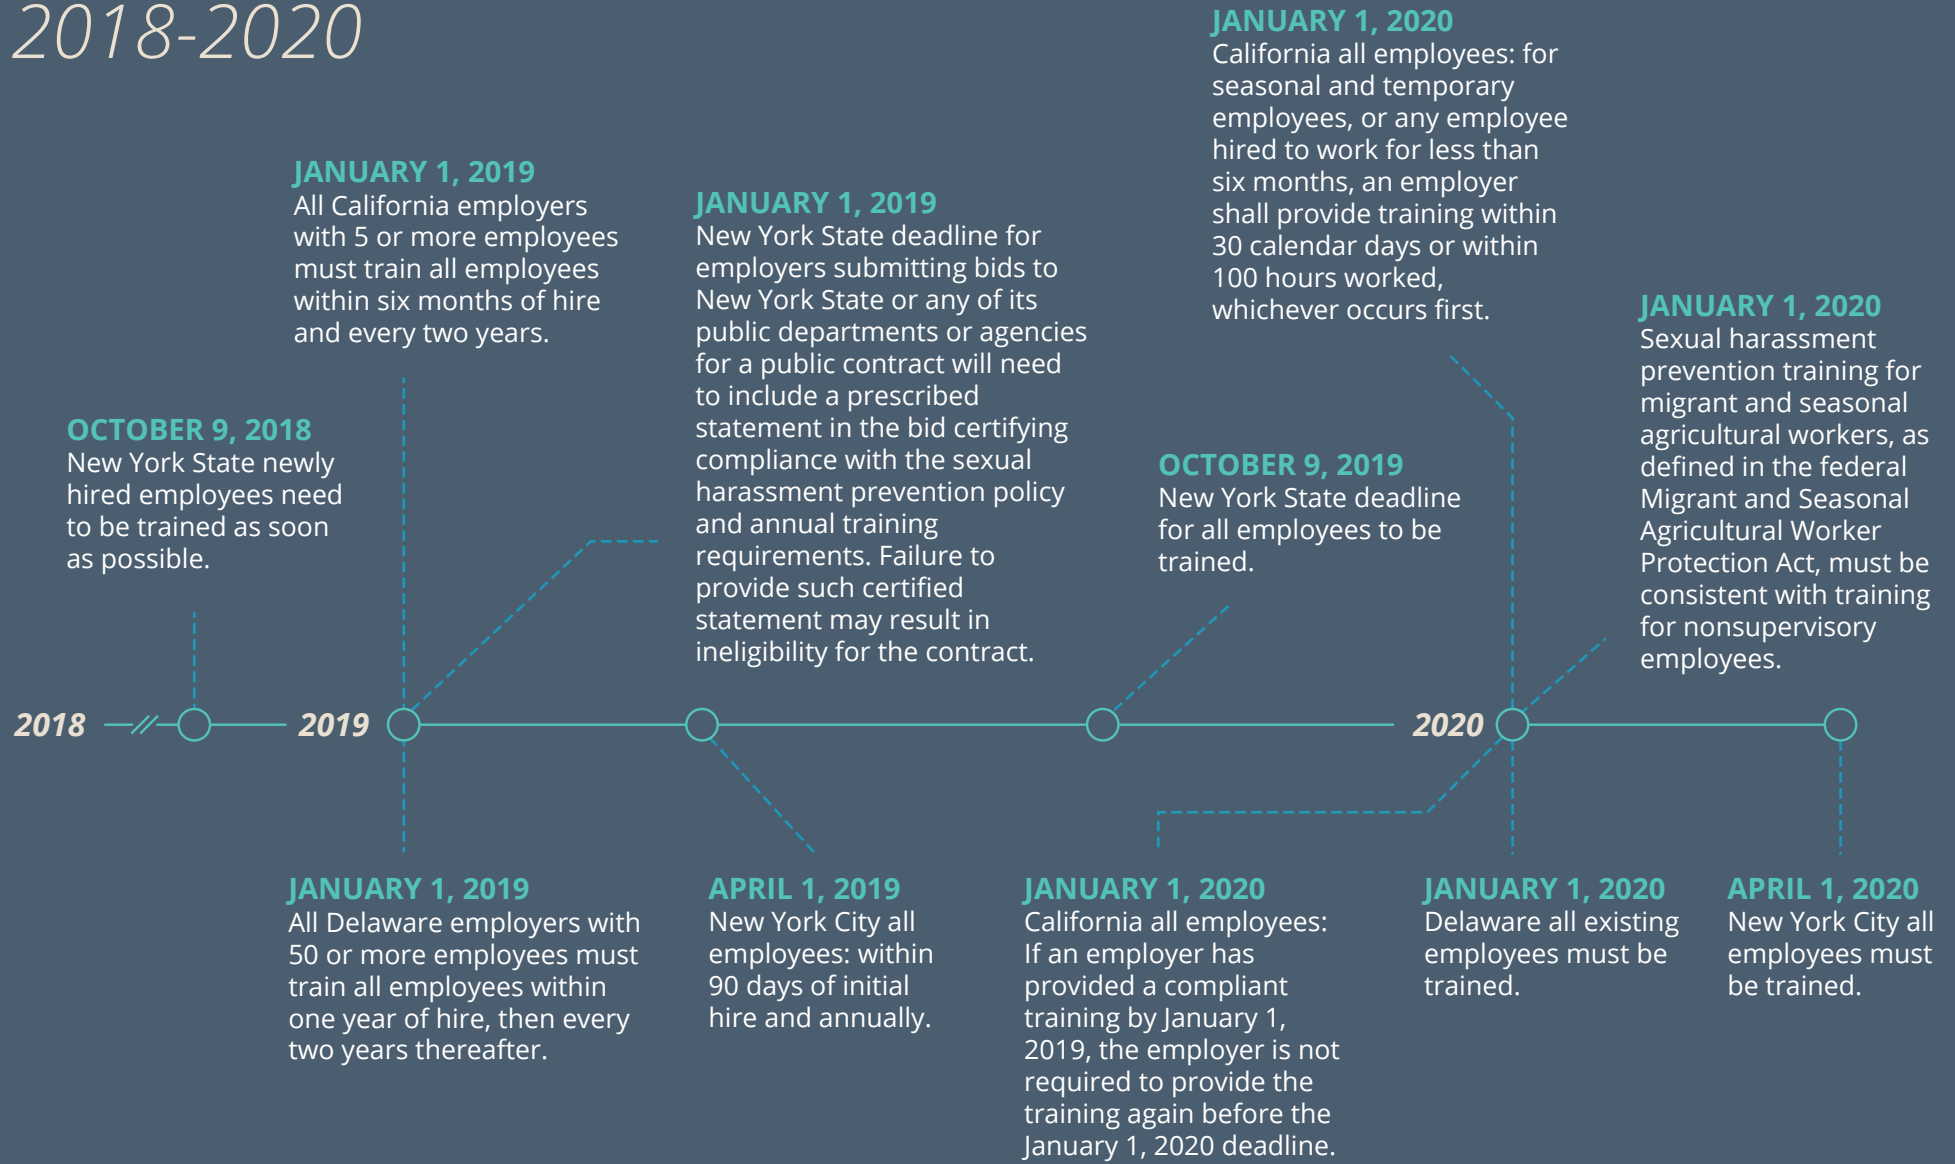 2018-2020
OCTOBER 9, 2018
New York State newly
hired employees need
to be trained as soon
as possible.
JANUARY 1, 2019
All California employers
with 5 or more employees
must train all employees
within six months of hire
and every two years.
JANUARY 1, 2019
New York State deadline for
employers submitting bids to
New York State or any of its
public departments or agencies
for a public contract will need
to include a prescribed
statement in the bid certifying
compliance with the sexual
harassment prevention policy
and annual training
requirements. Failure to
provide such certified
statement may result in
ineligibility for the contract.
OCTOBER 9, 2019
New York State deadline
for all employees to be
trained.
JANUARY 1, 2020
California all employees: for
seasonal and temporary
employees, or any employee
hired to work for less than
six months, an employer
shall provide training within
30 calendar days or within
100 hours worked,
whichever occurs first.
JANUARY 1, 2020
Sexual harassment
prevention training for
migrant and seasonal
agricultural workers, as
defined in the federal
Migrant and Seasonal
Agricultural Worker
Protection Act, must be
consistent with training
for nonsupervisory
employees.
2018
2019
2020
JANUARY 1, 2019
All Delaware employers with
50 or more employees must
train all employees within
one year of hire, then every
two years thereafter.
APRIL 1, 2019
New York City all
employees: within
90 days of initial
hire and annually.
JANUARY 1, 2020
California all employees:
If an employer has
provided a compliant
training by January 1,
2019, the employer is not
required to provide the
training again before the
January 1, 2020 deadline.
JANUARY 1, 2020
Delaware all existing
employees must be
trained.
APRIL 1, 2020
New York City all
employees must
be trained.